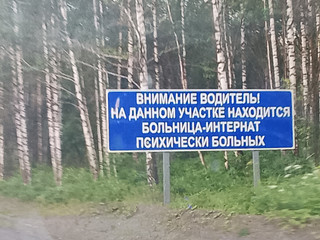 ВНИМАНИЕ ВОДИТЕЛЬ!
НА ДАННОМ УЧАСТКЕ НАХОДИТСЯ
БОЛЬНИЦА-ИНТЕРНАТ
ПСИХИЧЕСКИ БОЛЬНЫХ